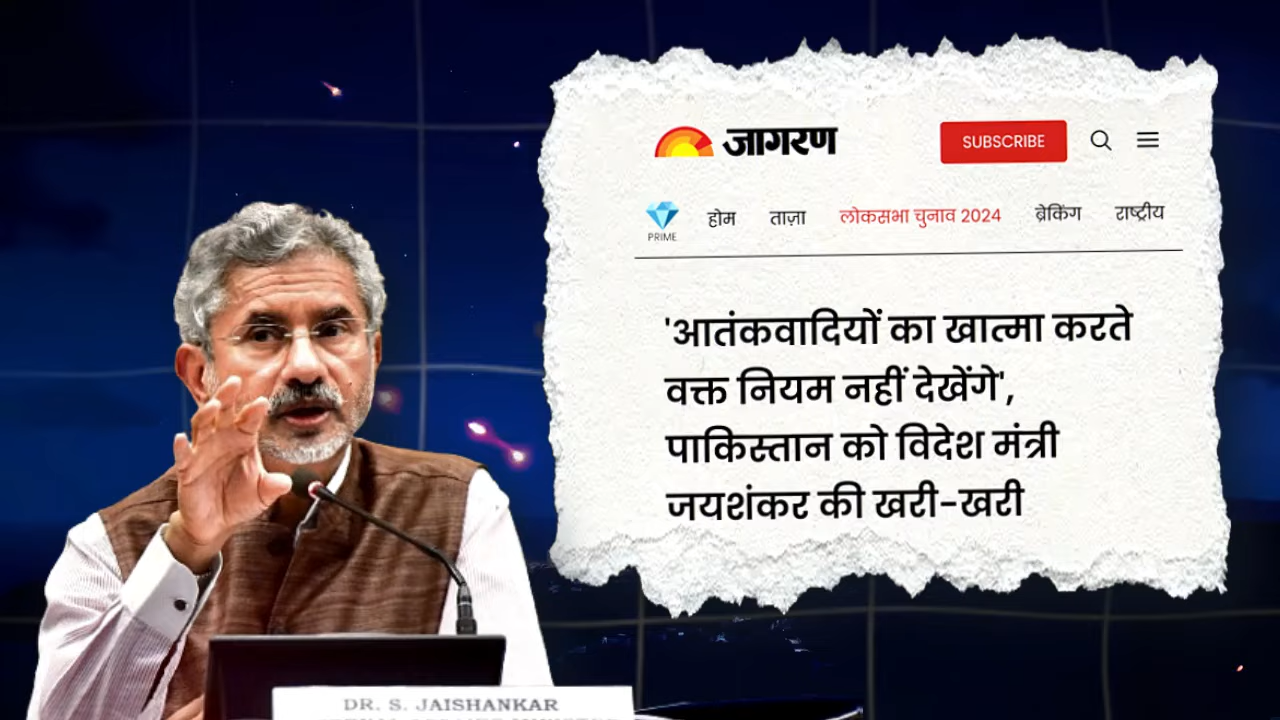 जागरण
SUBSCRIBE
PRIME
होम
ताज़ा
लोकसभा चुनाव 2024
ब्रेकिंग
राष्ट्रीय
'आतंकवादियों का खात्मा करते
वक्त नियम नहीं देखेंगे',
पाकिस्तान को विदेश मंत्री
जयशंकर की खरी-खरी
DR. S. JAISHANKAR